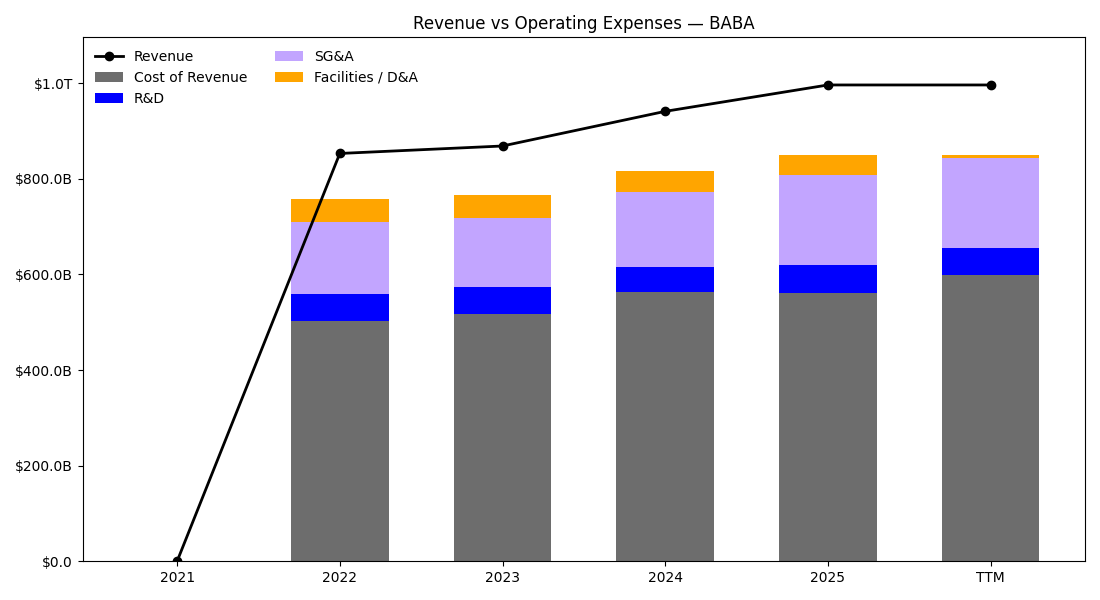 Revenue vs Operating Expenses — BABA
Revenue
Cost of Revenue
R&D
SG&A
Facilities / D&A
$1.0T
$800.0B
$600.0B
$400.0B
$200.0B
$0.0
2021 2022 2023 2024 2025 TTM